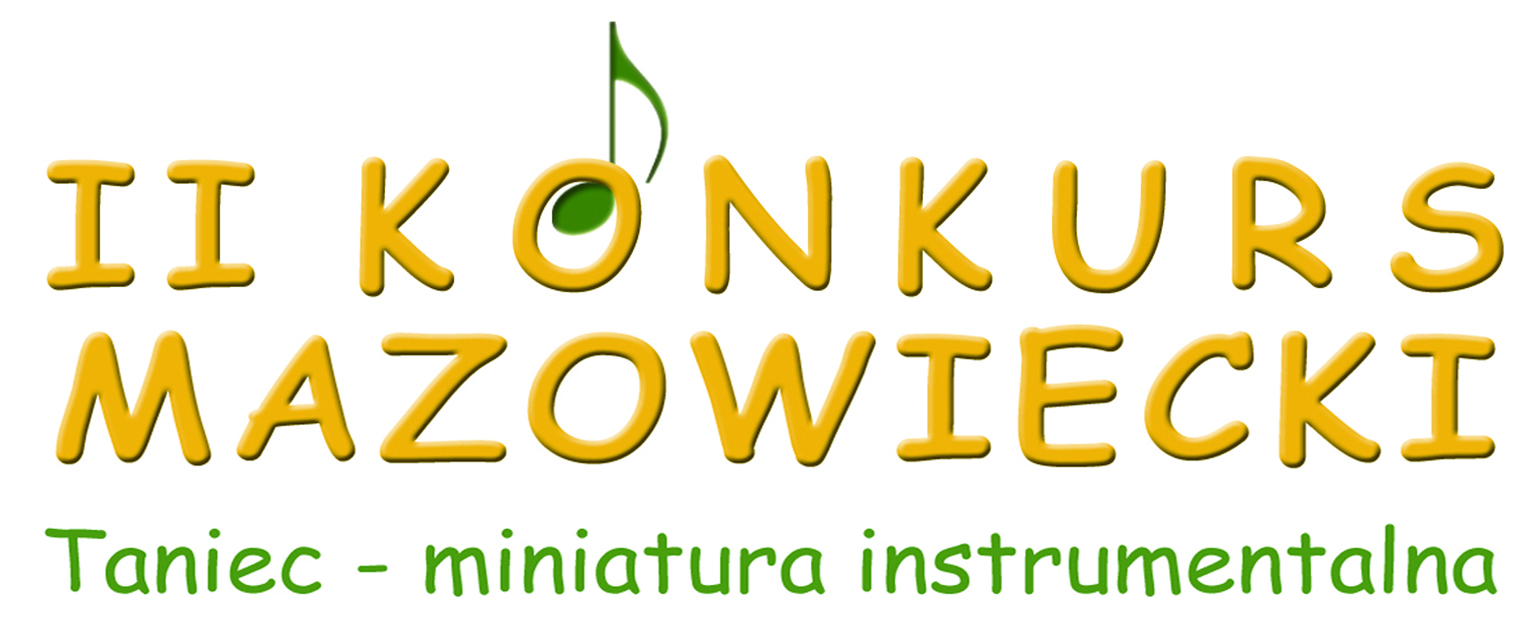 II KONKURS
MAZOWIECKI
Taniec - miniatura instrumentalna